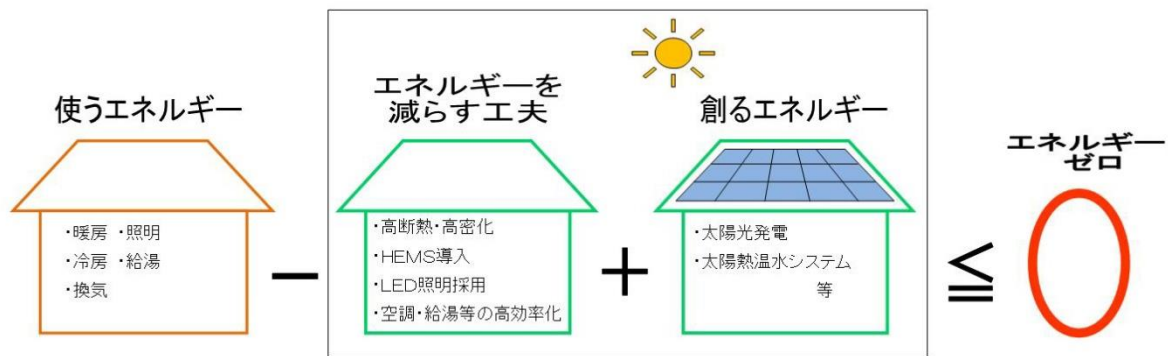 使うエネルギー
・暖房 ・照明
・冷房 ・給湯
・換気
−
エネルギーを
減らす工夫
・高断熱・高密化
・HEMS導入
・LED照明採用
・空調・給湯等の高効率化
+
創るエネルギー
・太陽光発電
・太陽熱温水システム
等
≦
エネルギー
ゼロ
0